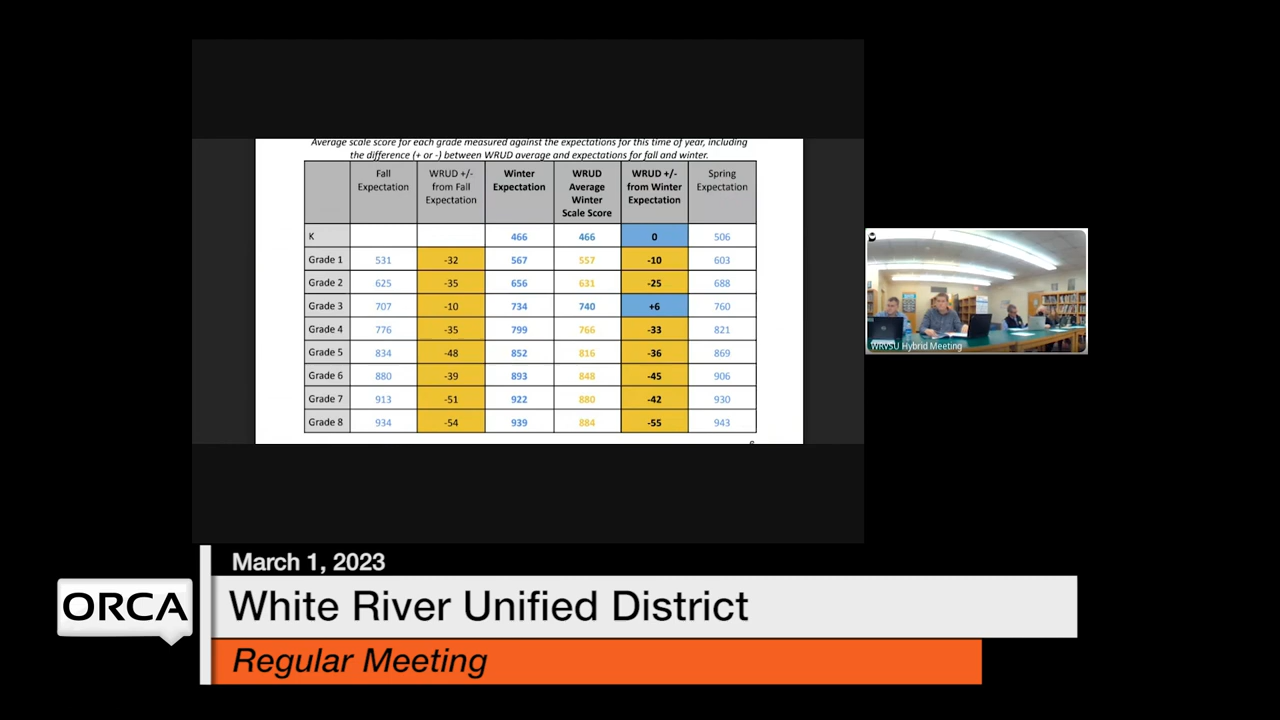 Average scale score for each grade measured against the expectations for this time of year, including
the difference (+ or -) between WRUD average and expectations for fall and winter.
Fall Expectation WRUD +/- from Fall Expectation Winter Expectation WRUD Average Winter Scale Score WRUD +/- from Winter Expectation Spring Expectation
K 466 466 0 506
Grade 1 531 -32 567 557 -10 603
Grade 2 625 -35 656 631 -25 688
Grade 3 707 -10 734 740 +6 760
Grade 4 776 -35 799 766 -33 821
Grade 5 834 -48 852 816 -36 869
Grade 6 880 -39 893 848 -45 906
Grade 7 913 -51 922 880 -42 930
Grade 8 934 -54 939 884 -55 943
WRVSU Hybrid Meeting
March 1, 2023
ORCA
White River Unified District
Regular Meeting